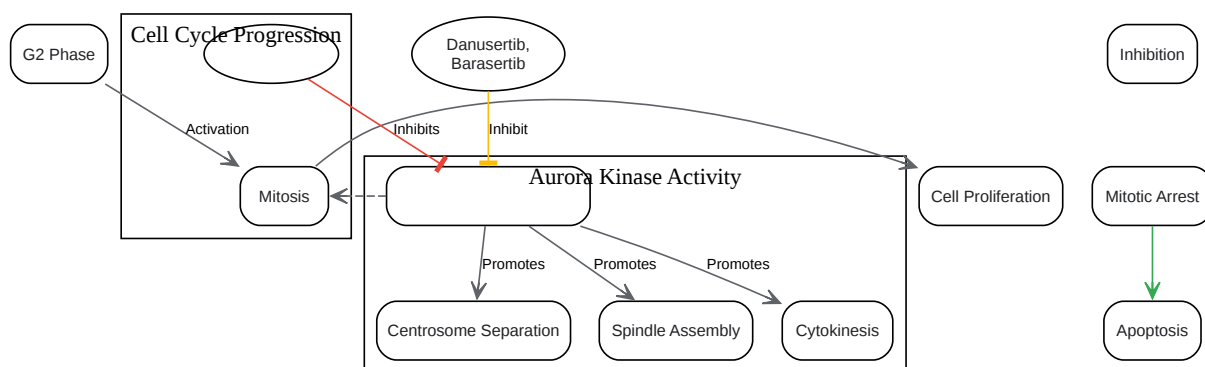 Cell Cycle Progression
G2 Phase
Danusertib,
Barasertib
Inhibition
Activation
Inhibits
Inhibit
Aurora Kinase Activity
Mitosis
Cell Proliferation
Mitotic Arrest
Promotes
Promotes
Promotes
Centrosome Separation
Spindle Assembly
Cytokinesis
Apoptosis